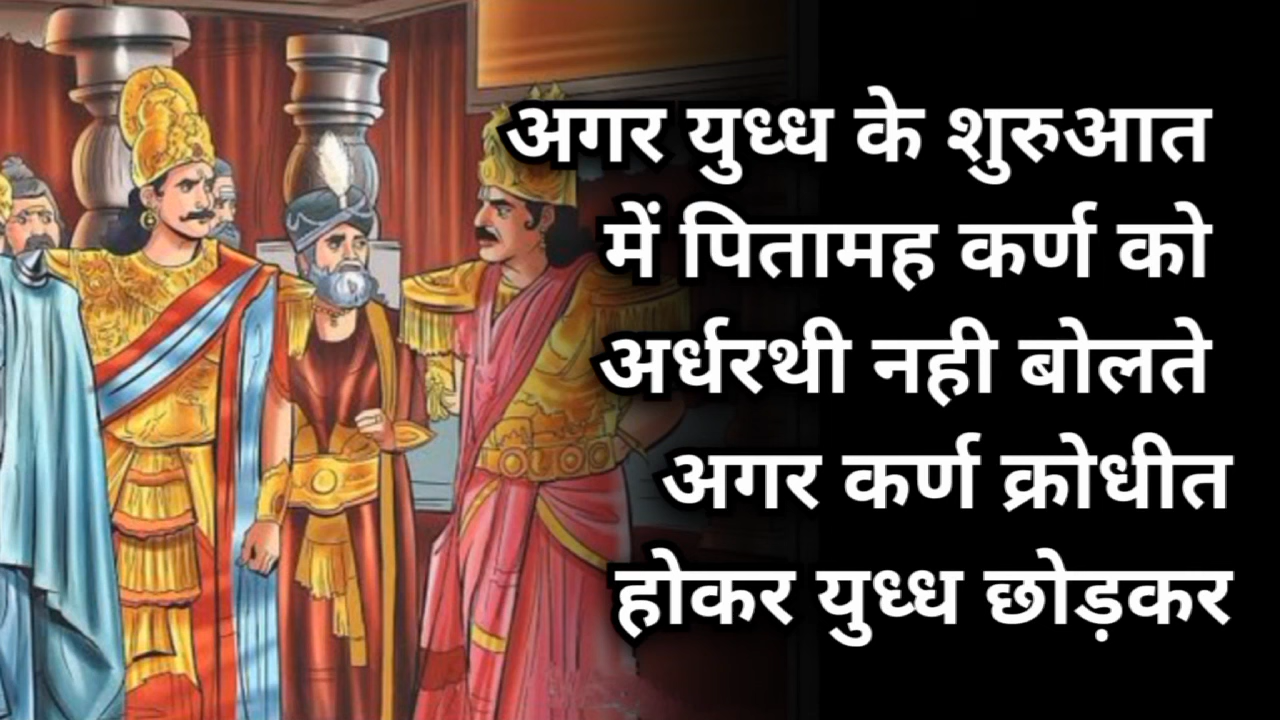 अगर युध्ध के शुरुआत
में पितामह कर्ण को
अर्धरथी नही बोलते
अगर कर्ण क्रोधीत
होकर युध्ध छोड़कर